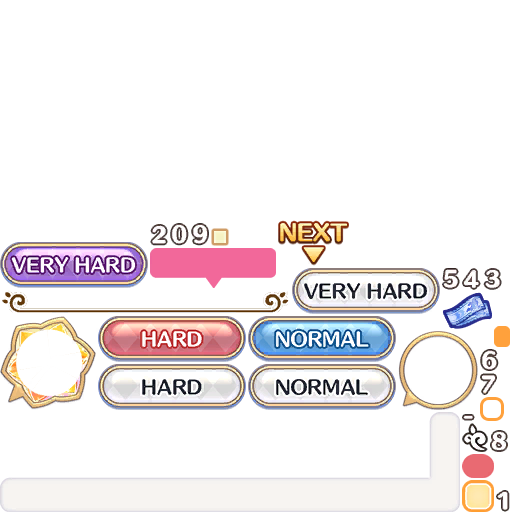 209
NEXT
VERY HARD
VERY HARD
543
HARD
NORMAL
6
7
HARD
NORMAL
-
8
1